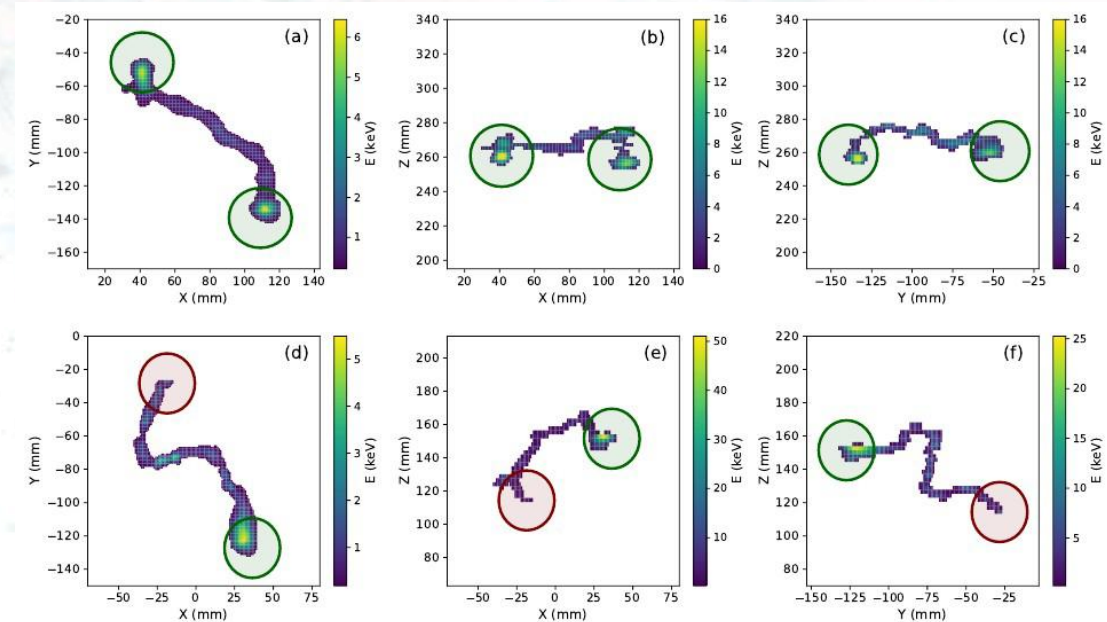 (a)
−20
−40
−60
−80
−100
−120
−140
−160
Y (mm)
20 40 60 80 100 120 140
X (mm)
6
5
4
3
2
1
E (keV)
(b)
340
320
300
280
260
240
220
200
Z (mm)
20 40 60 80 100 120 140
X (mm)
16
14
12
10
8
6
4
2
0
E (keV)
(c)
340
320
300
280
260
240
220
200
Z (mm)
−150 −125 −100 −75 −50 −25
Y (mm)
16
14
12
10
8
6
4
2
0
E (keV)
(d)
0
−20
−40
−60
−80
−100
−120
−140
Y (mm)
−50 −25 0 25 50 75
X (mm)
5
4
3
2
1
E (keV)
(e)
200
180
160
140
120
100
80
Z (mm)
−50 −25 0 25 50 75
X (mm)
50
40
30
20
10
E (keV)
(f)
220
200
180
160
140
120
100
80
Z (mm)
−150 −125 −100 −75 −50 −25
Y (mm)
25
20
15
10
5
E (keV)